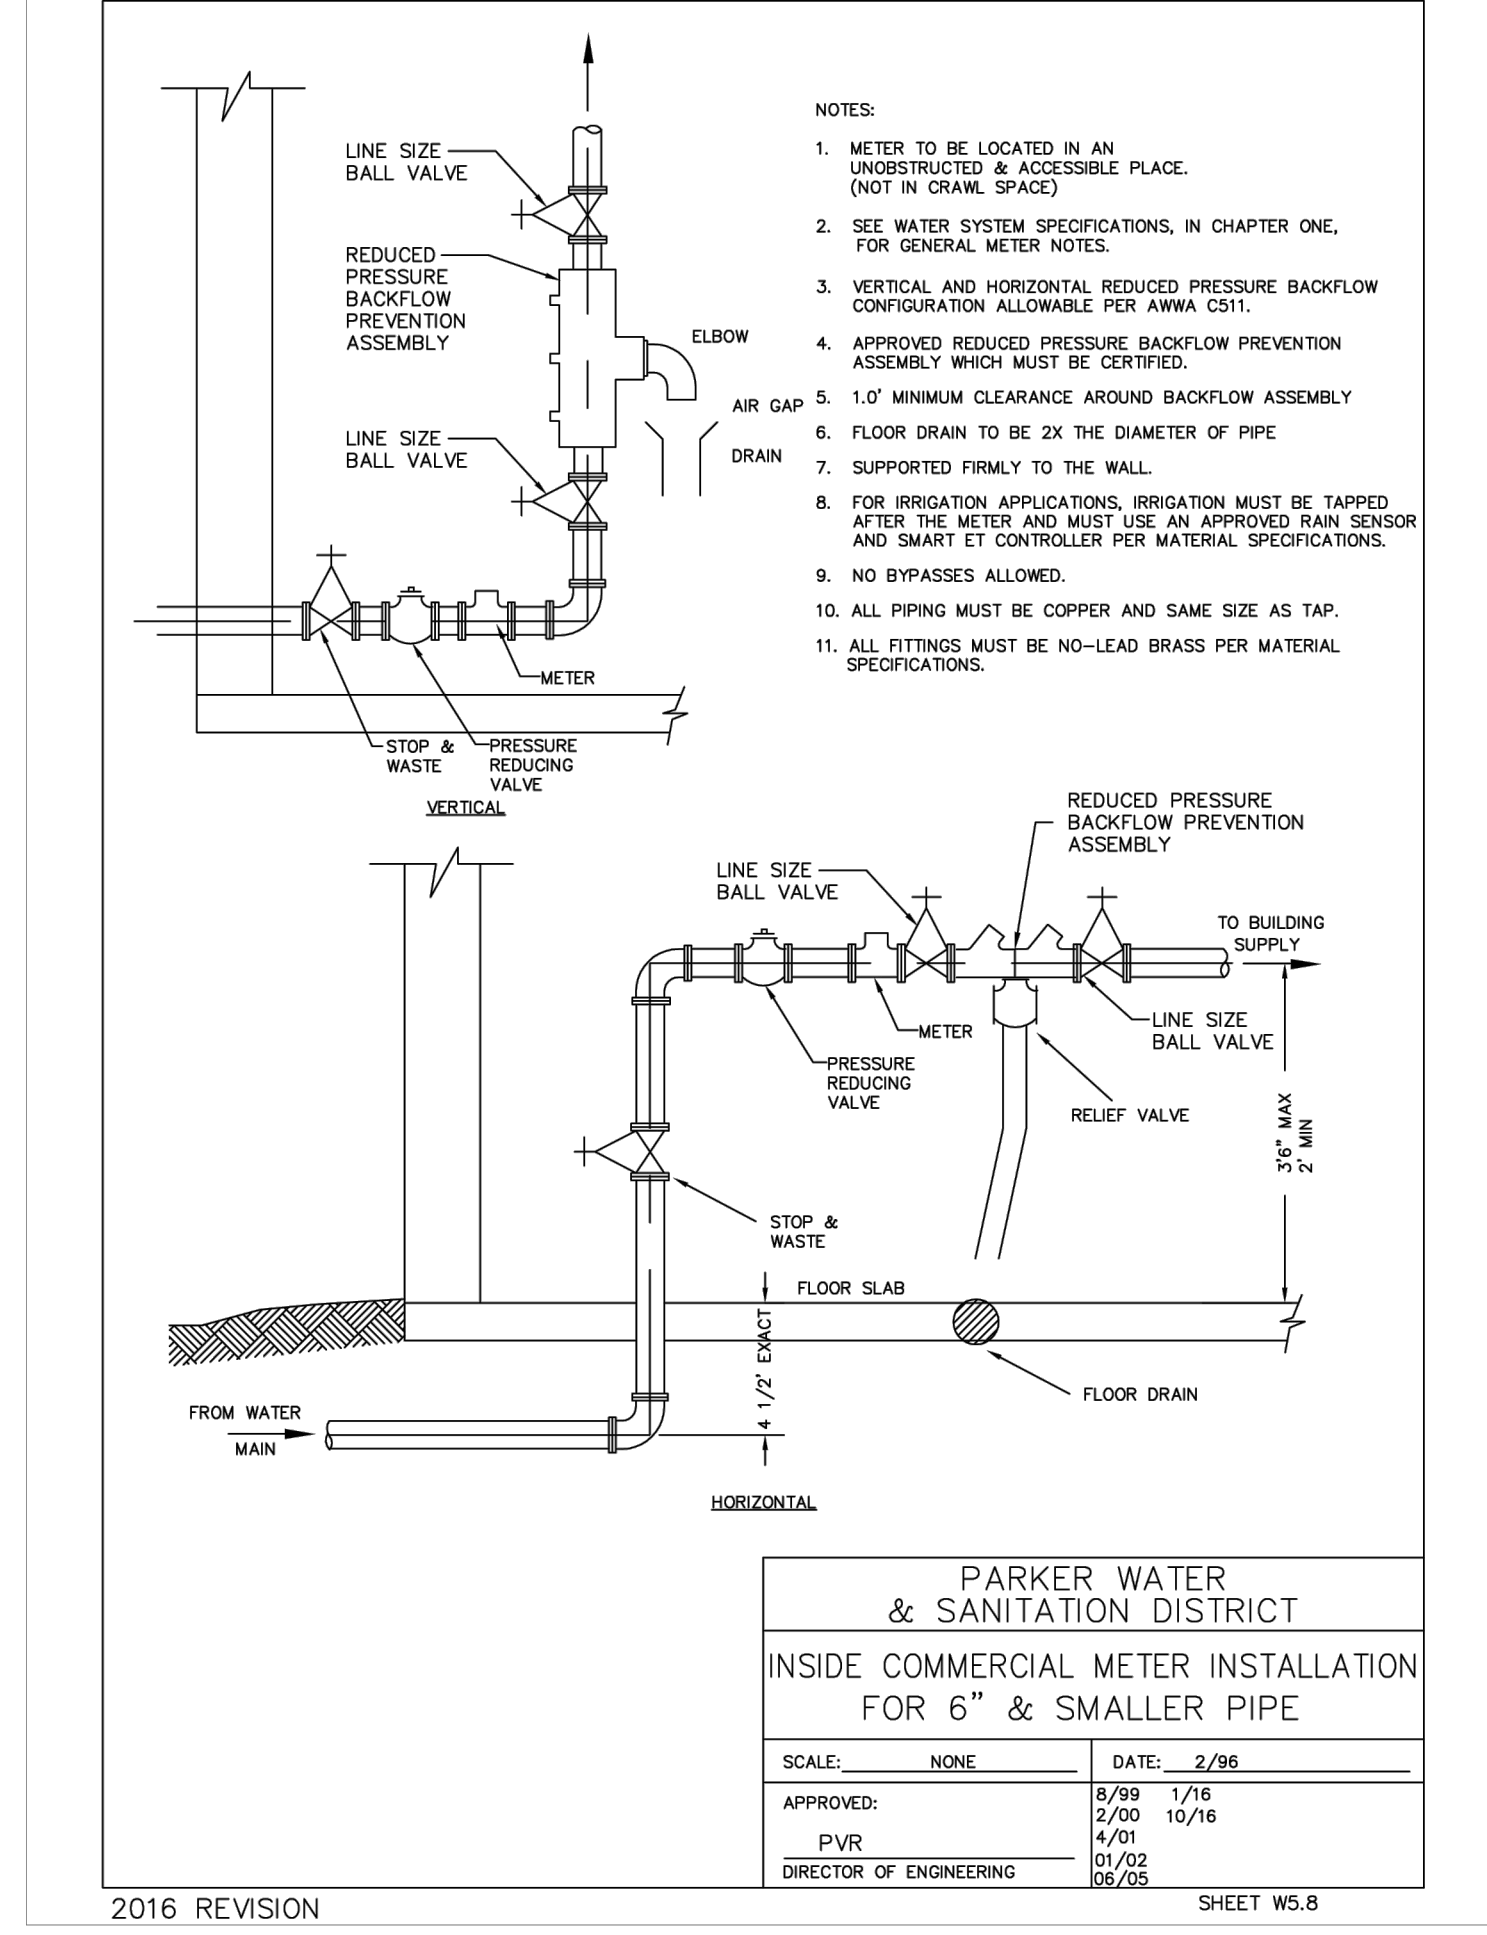 LINE SIZE
BALL VALVE
REDUCED
PRESSURE
BACKFLOW
PREVENTION
ASSEMBLY
ELBOW
AIR GAP
DRAIN
LINE SIZE
BALL VALVE
METER
STOP &
WASTE
PRESSURE
REDUCING
VALVE
VERTICAL
NOTES:
1. METER TO BE LOCATED IN AN
UNOBSTRUCTED & ACCESSIBLE PLACE.
(NOT IN CRAWL SPACE)
2. SEE WATER SYSTEM SPECIFICATIONS, IN CHAPTER ONE,
FOR GENERAL METER NOTES.
3. VERTICAL AND HORIZONTAL REDUCED PRESSURE BACKFLOW
CONFIGURATION ALLOWABLE PER AWWA C511.
4. APPROVED REDUCED PRESSURE BACKFLOW PREVENTION
ASSEMBLY WHICH MUST BE CERTIFIED.
5. 1.0' MINIMUM CLEARANCE AROUND BACKFLOW ASSEMBLY
6. FLOOR DRAIN TO BE 2X THE DIAMETER OF PIPE
7. SUPPORTED FIRMLY TO THE WALL.
8. FOR IRRIGATION APPLICATIONS, IRRIGATION MUST BE TAPPED
AFTER THE METER AND MUST USE AN APPROVED RAIN SENSOR
AND SMART ET CONTROLLER PER MATERIAL SPECIFICATIONS.
9. NO BYPASSES ALLOWED.
10. ALL PIPING MUST BE COPPER AND SAME SIZE AS TAP.
11. ALL FITTINGS MUST BE NO-LEAD BRASS PER MATERIAL
SPECIFICATIONS.
REDUCED PRESSURE
BACKFLOW PREVENTION
ASSEMBLY
LINE SIZE
BALL VALVE
TO BUILDING
SUPPLY
METER
LINE SIZE
BALL VALVE
PRESSURE
REDUCING
VALVE
RELIEF VALVE
3'6" MAX
2' MIN
STOP &
WASTE
FLOOR SLAB
4 1/2' EXACT
FLOOR DRAIN
FROM WATER
MAIN
HORIZONTAL
PARKER WATER
& SANITATION DISTRICT
INSIDE COMMERCIAL METER INSTALLATION
FOR 6" & SMALLER PIPE
SCALE: NONE
DATE: 2/96
APPROVED:
PVR
DIRECTOR OF ENGINEERING
8/99 1/16
2/00 10/16
4/01
01/02
06/05
2016 REVISION
SHEET W5.8